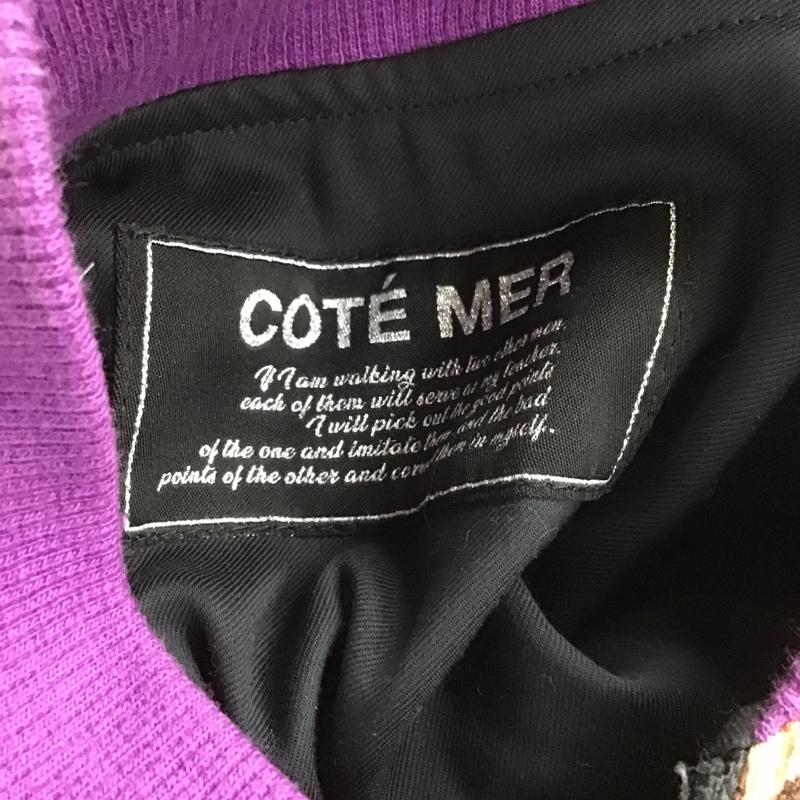 COTÉ MER
If I am walking with two other men,
each of them will serve as my teacher.
I will pick out the good points
of the one and imitate them, and the bad
points of the other and correct them in myself.